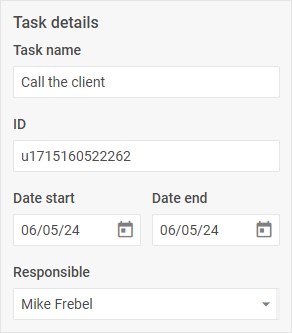 Task details
Task name
Call the client
ID
u1715160522262
Date start Date end
06/05/24 06/05/24
Responsible
Mike Frebel